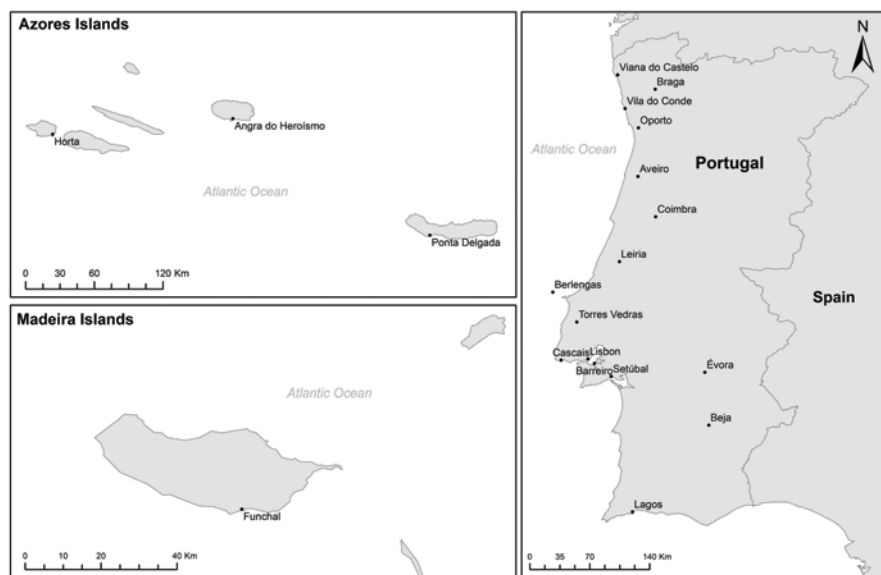 Azores Islands
Horta
Angra do Heroísmo
Atlantic Ocean
Ponta Delgada
0 30 60 120 Km
Madeira Islands
Atlantic Ocean
Funchal
0 10 20 40 Km
N
Viana do Castelo
Braga
Vila do Conde
Oporto
Atlantic Ocean
Portugal
Aveiro
Coimbra
Leiria
Berlengas
Spain
Torres Vedras
Cascais
Lisbon
Barreiro
Setúbal
Évora
Beja
Lagos
0 35 70 140 Km